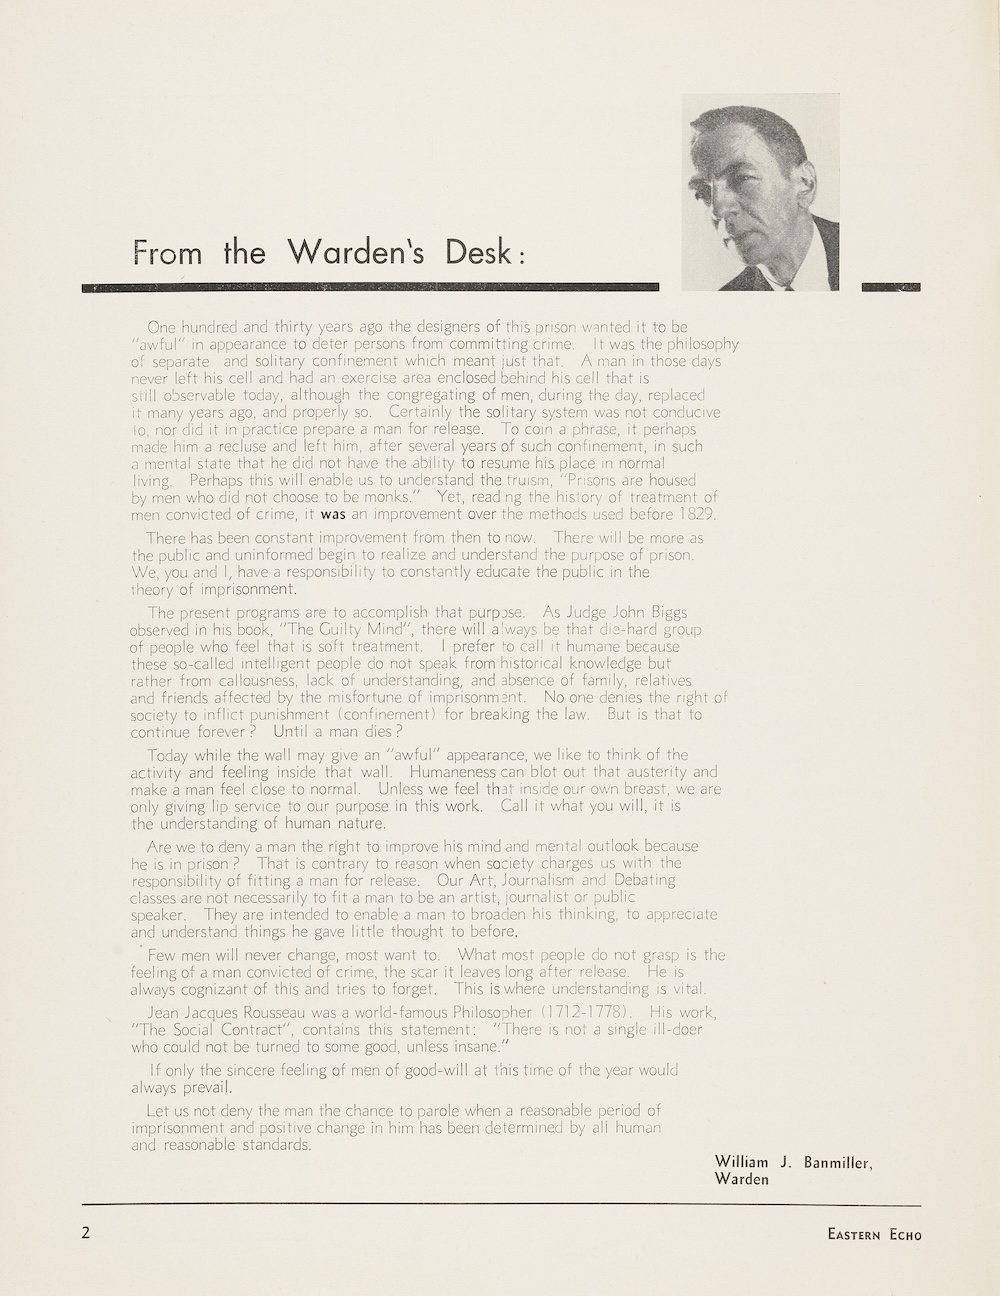 From the Warden's Desk:
One hundred and thirty years ago the designers of this prison wanted it to be
"awful" in appearance to deter persons from committing crime. It was the philosophy
of separate and solitary confinement which meant just that. A man in those days
never left his cell and had an exercise area enclosed behind his cell that is
still observable today, although the congregating of men, during the day, replaced
it many years ago, and properly so. Certainly the solitary system was not conducive
to, nor did it in practice prepare a man for release. To coin a phrase, it perhaps
made him a recluse and left him, after several years of such confinement, in such
a mental state that he did not have the ability to resume his place in normal
living. Perhaps this will enable us to understand the truism, "Prisons are housed
by men who did not choose to be monks." Yet, read ng the history of treatment of
men convicted of crime, it was an improvement over the methods used before 1829.
There has been constant improvement from then to now. There will be more as
the public and uninformed begin to realize and understand the purpose of prison.
We, you and I, have a responsibility to constantly educate the public in the
theory of imprisonment.
The present programs are to accomplish that purpose. As Judge John Biggs
observed in his book, "The Guilty Mind", there will always be that die-hard group
of people who feel that is soft treatment. I prefer to call it humane because
these so-called intelligent people do not speak from historical knowledge but
rather from callousness, lack of understanding, and absence of family, relatives
and friends affected by the misfortune of imprisonment. No one denies the right of
society to inflict punishment (confinement) for breaking the law. But is that to
continue forever? Until a man dies?
Today while the wall may give an "awful" appearance, we like to think of the
activity and feeling inside that wall. Humaneness can blot out that austerity and
make a man feel close to normal. Unless we feel that inside our own breast, we are
only giving lip service to our purpose in this work. Call it what you will, it is
the understanding of human nature.
Are we to deny a man the right to improve his mind and mental outlook because
he is in prison? That is contrary to reason when society charges us with the
responsibility of fitting a man for release. Our Art, Journalism and Debating
classes are not necessarily to fit a man to be an artist, journalist or public
speaker. They are intended to enable a man to broaden his thinking, to appreciate
and understand things he gave little thought to before.
Few men will never change, most want to. What most people do not grasp is the
feeling of a man convicted of crime, the scar it leaves long after release. He is
always cognizant of this and tries to forget. This is where understanding is vital.
Jean Jacques Rousseau was a world-famous Philosopher (1712-1778). His work,
"The Social Contract", contains this statement: "There is not a single ill-doer
who could not be turned to some good, unless insane."
If only the sincere feeling of men of good-will at this time of the year would
always prevail.
Let us not deny the man the chance to parole when a reasonable period of
imprisonment and positive change in him has been determined by all human
and reasonable standards.
William J. Banmiller,
Warden
2 EASTERN ECHO